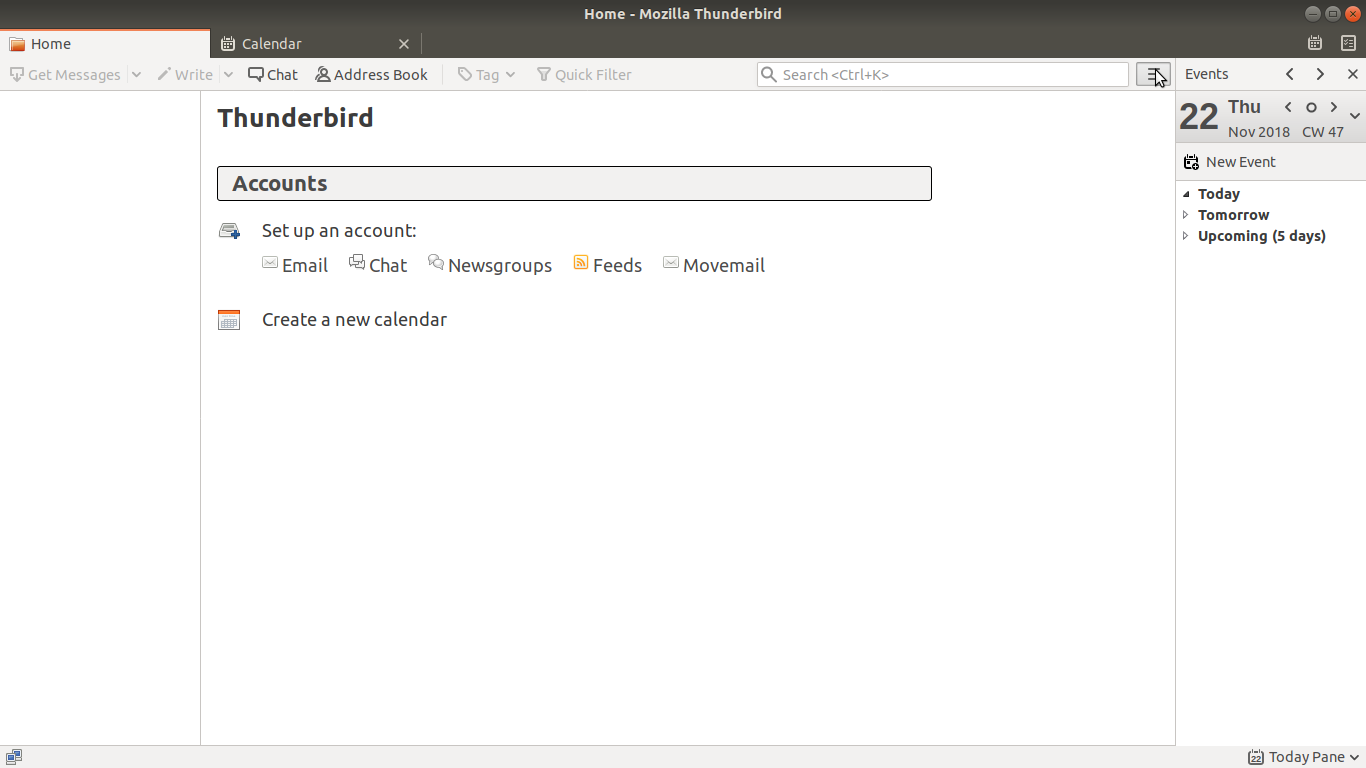 Home - Mozilla Thunderbird
Home
Calendar
Get Messages
Write
Chat
Address Book
Tag
Quick Filter
Search <Ctrl+K>
Events
Thunderbird
22
Thu
Nov 2018 CW 47
New Event
Accounts
Today
Tomorrow
Upcoming (5 days)
Set up an account:
Email
Chat
Newsgroups
Feeds
Movemail
Create a new calendar
22
Today Pane